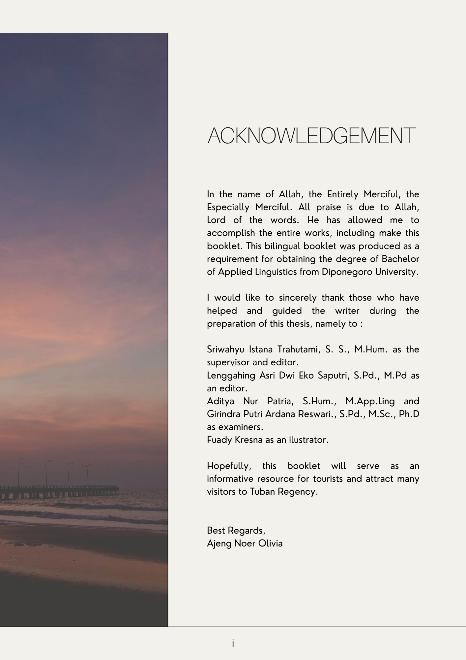 ACKNOWLEDGEMENT
In the name of Allah, the Entirely Merciful, the
Especially Merciful. All praise is due to Allah,
Lord of the words. He has allowed me to
accomplish the entire works, including make this
booklet. This bilingual booklet was produced as a
requirement for obtaining the degree of Bachelor
of Applied Linguistics from Diponegoro University.
I would like to sincerely thank those who have
helped and guided the writer during the
preparation of this thesis, namely to :
Sriwahyu Istana Trahutami, S. S., M.Hum. as the
supervisor and editor.
Lenggahing Asri Dwi Eko Saputri, S.Pd., M.Pd as
an editor.
Aditya Nur Patria, S.Hum., M.App.Ling and
Girindra Putri Ardana Reswari., S.Pd., M.Sc., Ph.D
as examiners.
Fuady Kresna as an ilustrator.
Hopefully, this booklet will serve as an
informative resource for tourists and attract many
visitors to Tuban Regency.
Best Regards,
Ajeng Noer Olivia
i